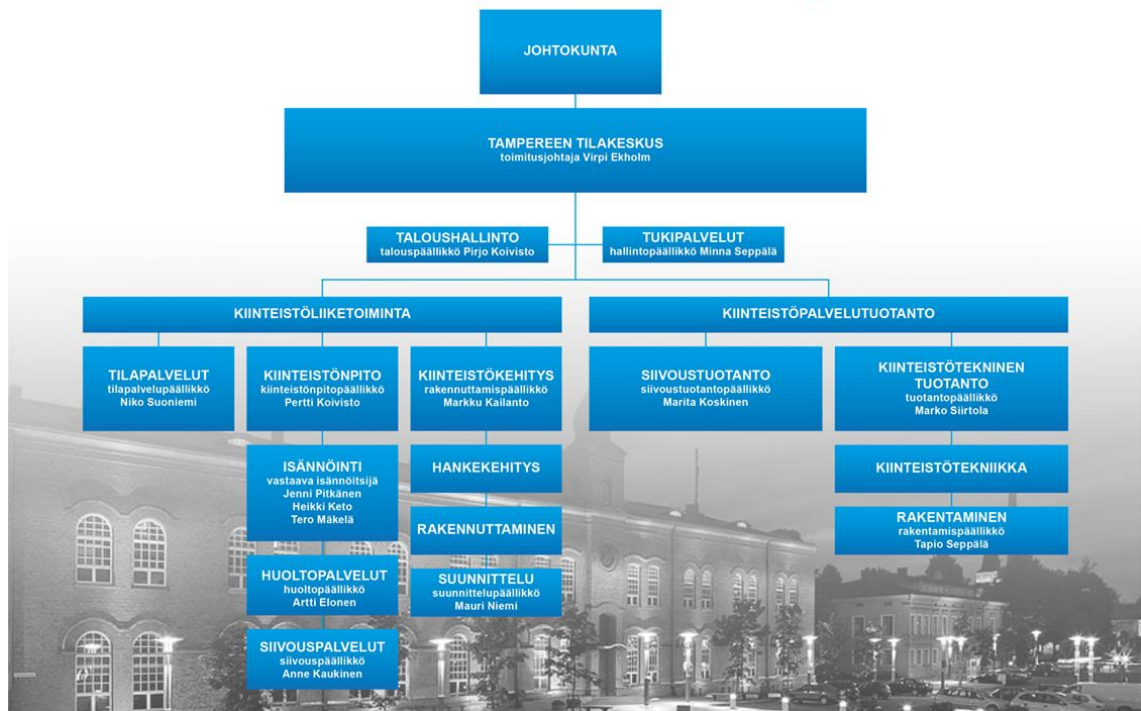 JOHTOKUNTA
TAMPEREEN TILAKESKUS
toimitusjohtaja Virpi Ekholm
TALOUSHALLINTO
talouspäällikkö Pirjo Koivisto
TUKIPALVELUT
hallintopäällikkö Minna Seppälä
KIINTEISTÖLIIKETOIMINTA
KIINTEISTÖPALVELUTUOTANTO
TILAPALVELUT
tilapalvelupäällikkö
Niko Suoniemi
KIINTEISTÖNPITO
kiinteistönpitopäällikkö
Pertti Koivisto
KIINTEISTÖKEHITYS
rakennuttamispäällikkö
Markku Kailanto
SIIVOUSTUOTANTO
siivoustuotantopäällikkö
Marita Koskinen
KIINTEISTÖTEKNINEN
TUOTANTO
tuotantopäällikkö
Marko Siirtola
ISÄNNÖINTI
vastaava isännöitsijä
Jenni Pitkänen
Heikki Keto
Tero Mäkelä
HANKEKEHITYS
KIINTEISTÖTEKNIIKKA
RAKENNUTTAMINEN
RAKENTAMINEN
rakentamispäällikkö
Tapio Seppälä
HUOLTOPALVELUT
huoltopäällikkö
Artti Elonen
SUUNNITTELU
suunnittelupäällikkö
Mauri Niemi
SIIVOUSPALVELUT
siivouspäällikkö
Anne Kaukinen